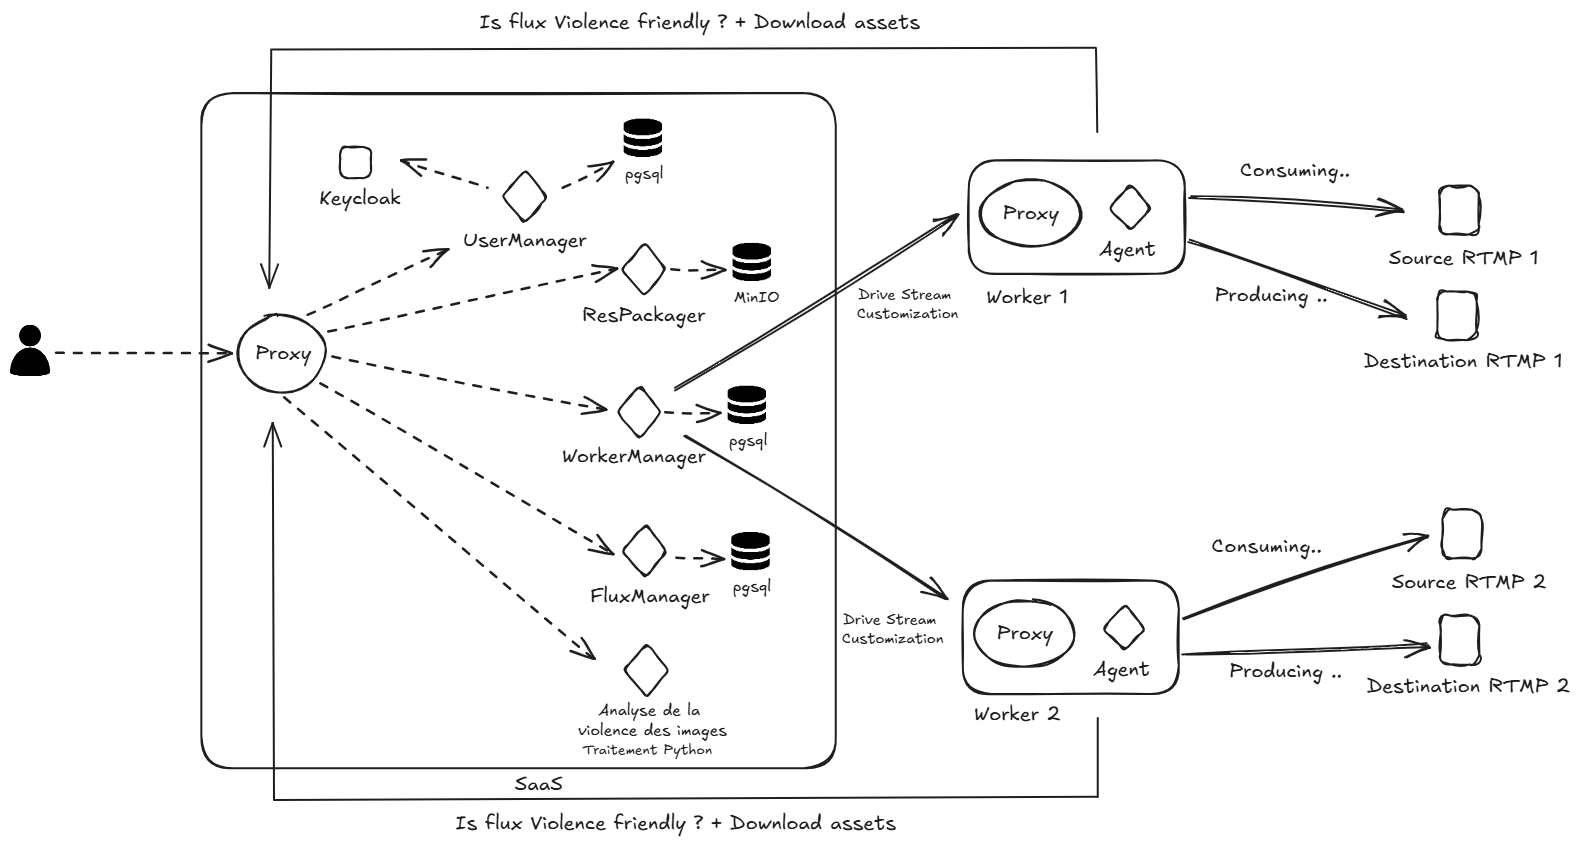 Is flux Violence friendly ? + Download assets
Keycloak
pgsql
UserManager
ResPackager
MinIO
Proxy
WorkerManager
pgsql
FluxManager
pgsql
Analyse de la
violence des images
Traitement Python
SaaS
Drive Stream
Customization
Proxy
Agent
Worker 1
Consuming..
Source RTMP 1
Producing ..
Destination RTMP 1
Drive Stream
Customization
Proxy
Agent
Worker 2
Consuming..
Source RTMP 2
Producing ..
Destination RTMP 2
Is flux Violence friendly ? + Download assets